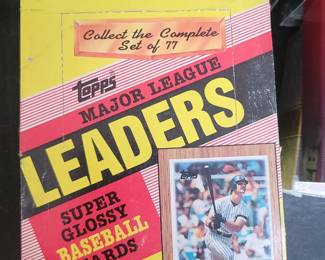 Collect the Complete
Set of 77
topps
MAJOR LEAGUE
LEADERS
SUPER
GLOSSY
BASEBALL
CARDS